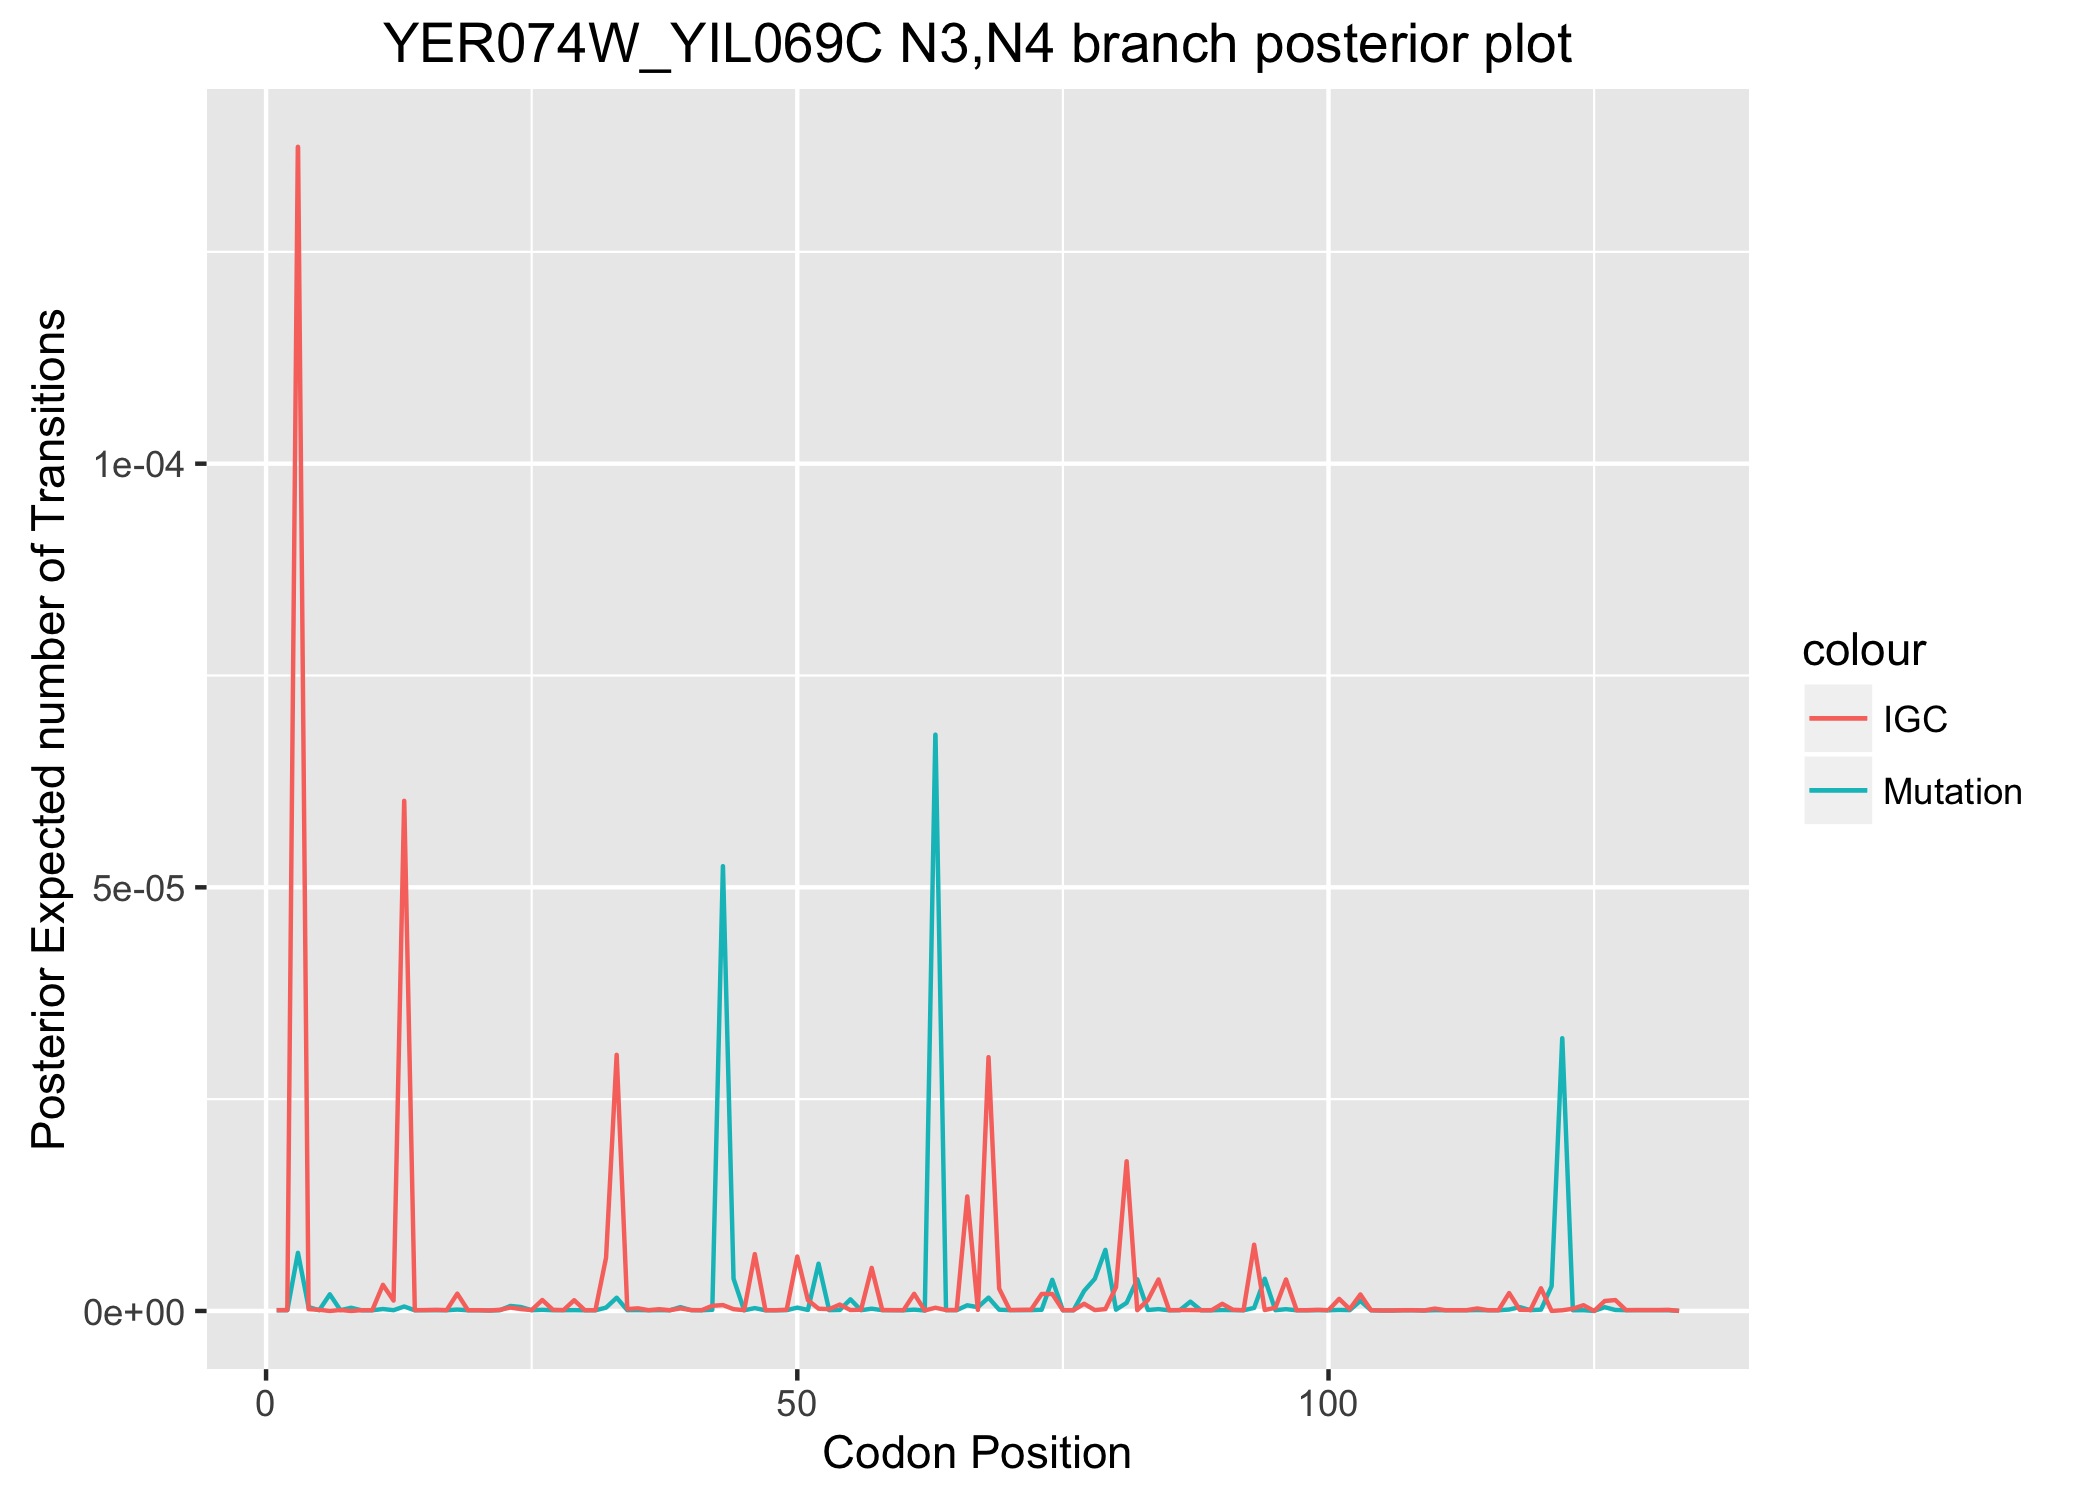 YER074W_YIL069C N3,N4 branch posterior plot
Posterior Expected number of Transitions
1e-04
5e-05
0e+00
0
50
100
Codon Position
colour
IGC
Mutation